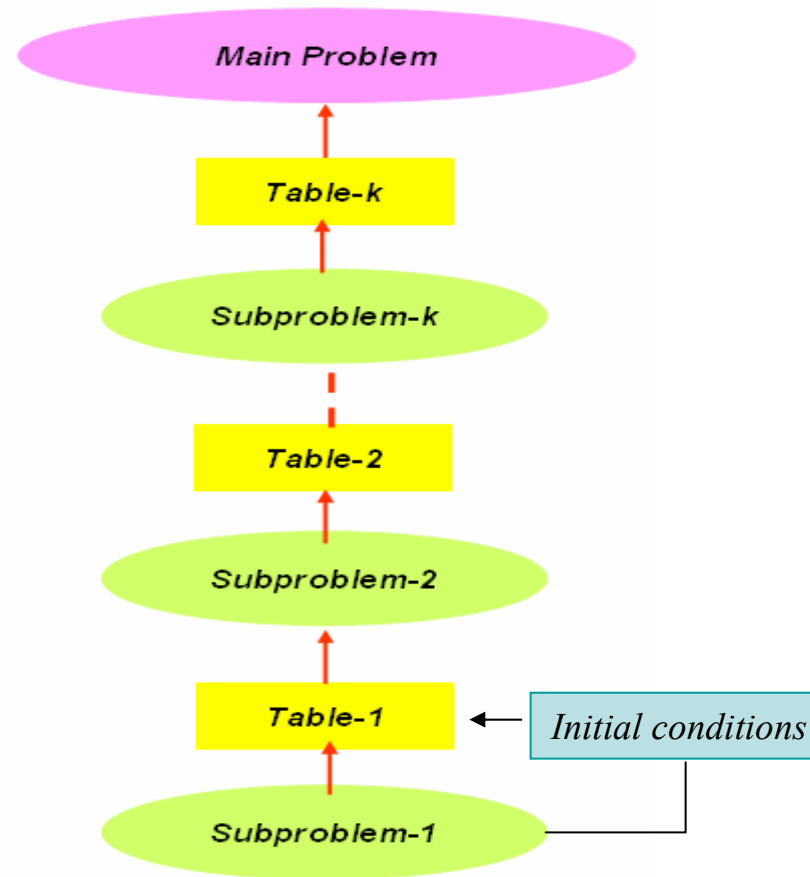 Main Problem
Table-k
Subproblem-k
Table-2
Subproblem-2
Table-1
Initial conditions
Subproblem-1